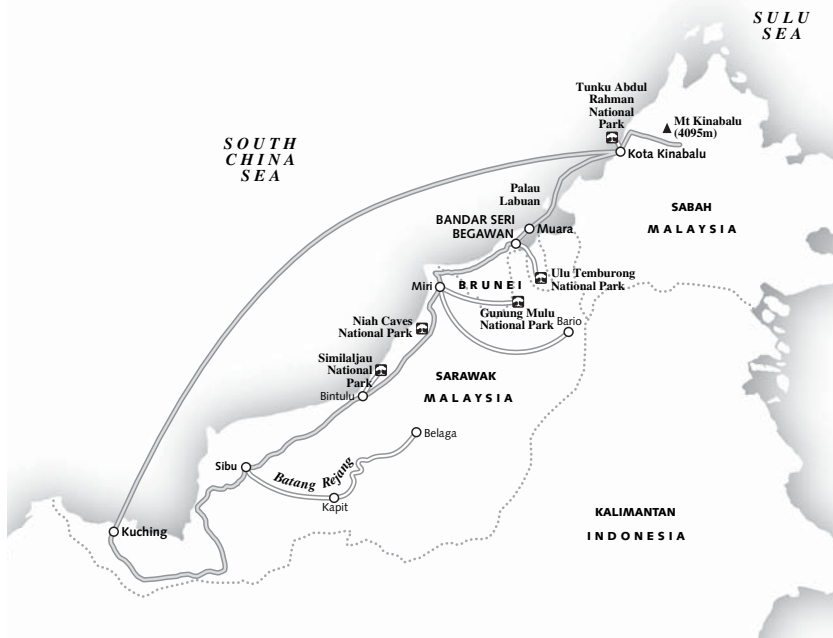 SULU
SEA
Tunku Abdul
Rahman
National
Park
Mt Kinabalu
(4095m)
Kota Kinabalu
SOUTH
CHINA
SEA
Palau
Labuan
SABAH
MALAYSIA
BANDAR SERI
BEGAWAN
Muara
Ulu Temburong
National Park
Miri
BRUNEI
Gunung Mulu
National Park
Bario
Niah Caves
National Park
Similaljau
National
Park
Bintulu
SARAWAK
MALAYSIA
Belaga
Sibu
Batang Rejang
Kapit
Kuching
KALIMANTAN
INDONESIA